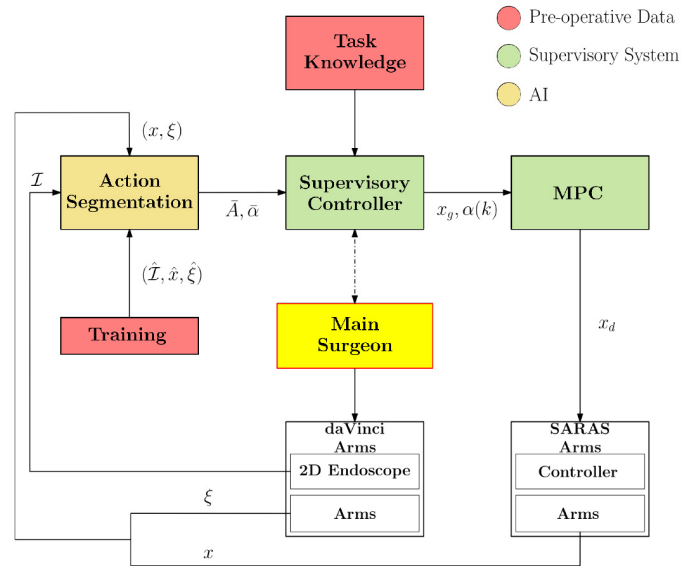 Pre-operative Data
Supervisory System
AI
Task
Knowledge
(x, ξ)
ℐ
Action
Segmentation
Ā, ᾱ
Supervisory
Controller
x_g, α(k)
MPC
(ℐ̂, x̂, ξ̂)
Training
Main
Surgeon
x_d
daVinci
Arms
2D Endoscope
Arms
SARAS
Arms
Controller
Arms
ξ
x